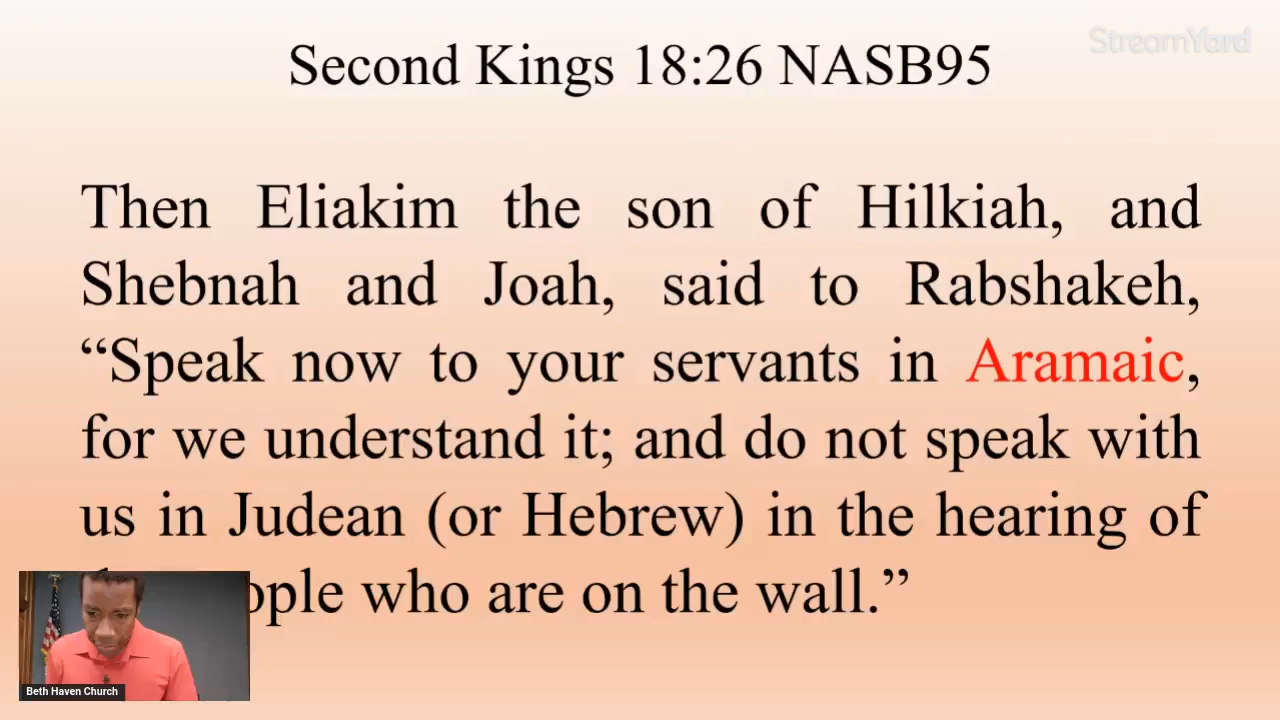 StreamYard
Second Kings 18:26 NASB95
Then Eliakim the son of Hilkiah, and
Shebnah and Joah, said to Rabshakeh,
“Speak now to your servants in Aramaic,
for we understand it; and do not speak with
us in Judean (or Hebrew) in the hearing of
who are on the wall.”
Beth Haven Church